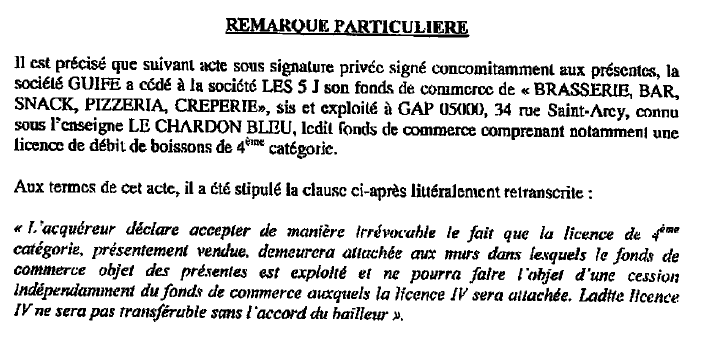 REMARQUE PARTICULIERE
Il est précisé que suivant acte sous signature privée signé concomitamment aux présentes, la
société GUIFE a cédé à la société LES 5 J son fonds de commerce de « BRASSERIE, BAR,
SNACK, PIZZERIA, CREPERIE», sis et exploité à GAP 05000, 34 rue Saint-Arcy, connu
sous l'enseigne LE CHARDON BLEU, ledit fonds de commerce comprenant notamment une
licence de débit de boissons de 4ème catégorie.
Aux termes de cet acte, il a été stipulé la clause ci-après littéralement retranscrite :
« L'acquéreur déclare accepter de manière irrévocable le fait que la licence de 4ème
catégorie, présentement vendue, demeurera attachée aux murs dans lesquels le fonds de
commerce objet des présentes est exploité et ne pourra faire l'objet d'une cession
indépendamment du fonds de commerce auxquels la licence IV sera attachée. Ladite licence
IV ne sera pas transférable sans l'accord du bailleur ».